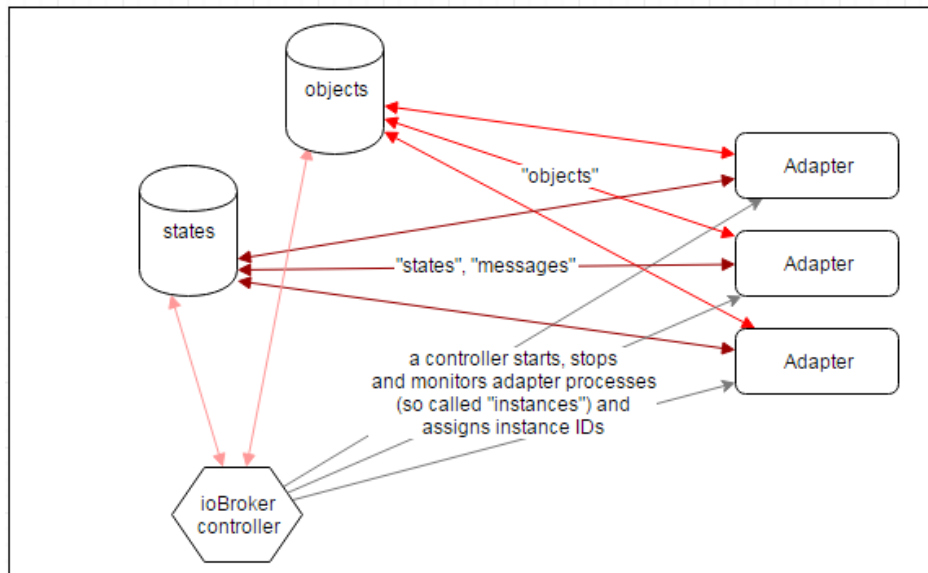 objects
Adapter
"objects"
states
Adapter
"states", "messages"
Adapter
a controller starts, stops
and monitors adapter processes
(so called "instances") and
assigns instance IDs
ioBroker
controller